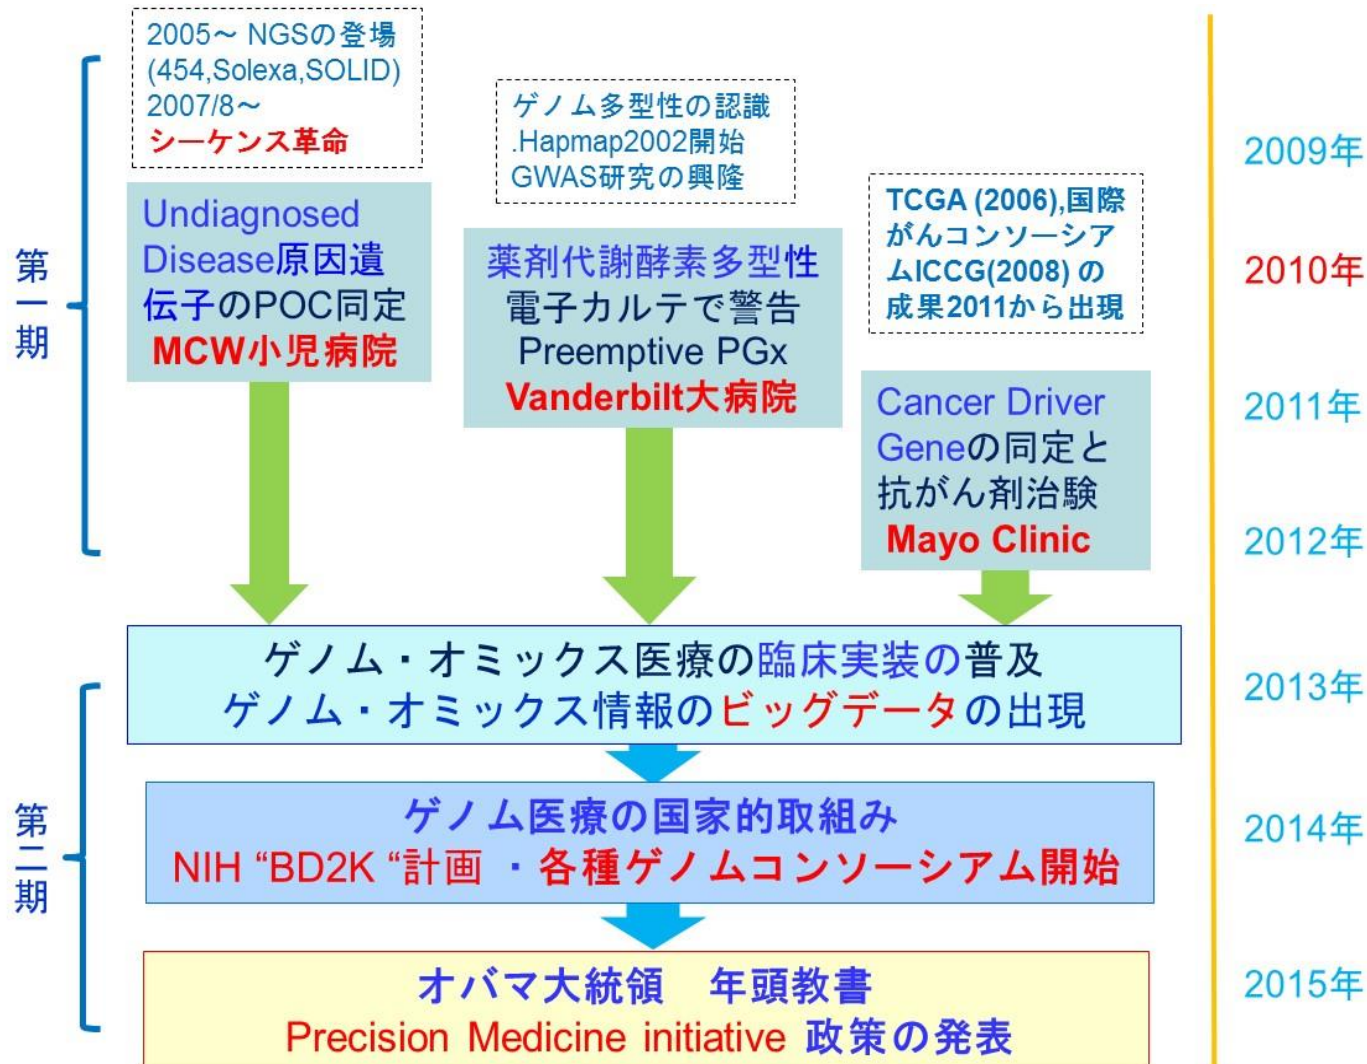 2005～ NGSの登場
(454,Solexa,SOLID)
2007/8～
シーケンス革命
ゲノム多型性の認識
.Hapmap2002開始
GWAS研究の興隆
TCGA (2006),国際
がんコンソーシア
ムICCG(2008) の
成果2011から出現
第一期
Undiagnosed
Disease原因遺
伝子のPOC同定
MCW小児病院
薬剤代謝酵素多型性
電子カルテで警告
Preemptive PGx
Vanderbilt大病院
Cancer Driver
Geneの同定と
抗がん剤治験
Mayo Clinic
ゲノム・オミックス医療の臨床実装の普及
ゲノム・オミックス情報のビッグデータの出現
第二期
ゲノム医療の国家的取組み
NIH “BD2K “計画 ・各種ゲノムコンソーシアム開始
オバマ大統領　年頭教書
Precision Medicine initiative 政策の発表
2009年
2010年
2011年
2012年
2013年
2014年
2015年